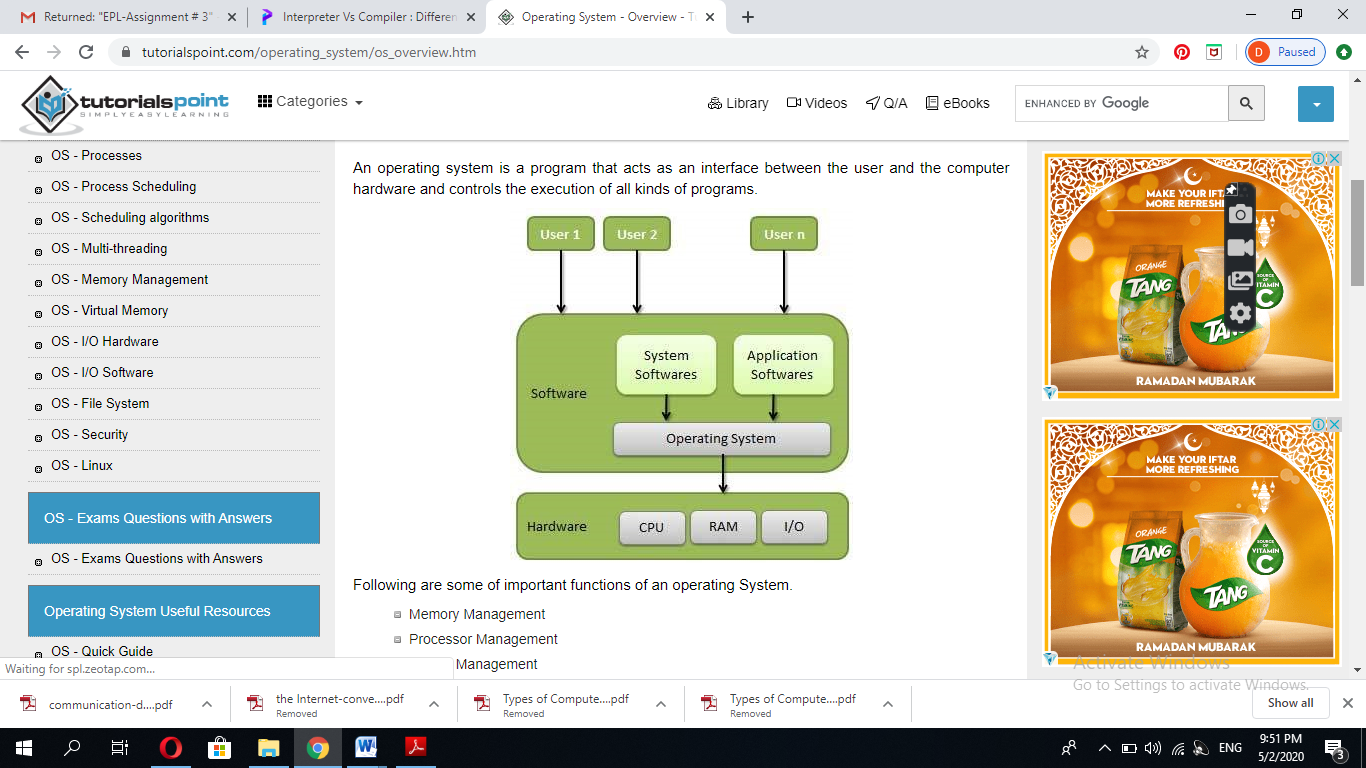 Returned: "EPL-Assignment # 3"
Interpreter Vs Compiler : Differen
Operating System - Overview - Tu
tutorialspoint.com/operating_system/os_overview.htm
D Paused
tutorialspoint
SIMPLYEASYLEARNING
Categories
Library
Videos
Q/A
eBooks
ENHANCED BY Google
OS - Processes
OS - Process Scheduling
OS - Scheduling algorithms
OS - Multi-threading
OS - Memory Management
OS - Virtual Memory
OS - I/O Hardware
OS - I/O Software
OS - File System
OS - Security
OS - Linux
OS - Exams Questions with Answers
OS - Exams Questions with Answers
Operating System Useful Resources
OS - Quick Guide
Waiting for spl.zeotap.com...
An operating system is a program that acts as an interface between the user and the computer
hardware and controls the execution of all kinds of programs.
User 1
User 2
User n
System
Softwares
Application
Softwares
Software
Operating System
Hardware
CPU
RAM
I/O
Following are some of important functions of an operating System.
Memory Management
Processor Management
Management
MAKE YOUR IFTAR
MORE REFRESHI
ORANGE
TANG
VITAMIN
C
TA
RAMADAN MUBARAK
MAKE YOUR IFTAR
MORE REFRESHING
ORANGE
TANG
SOURCE
OF
VITAMIN
C
TANG
RAMADAN MUBARAK
Activate Windows
Go to Settings to activate Windows.
communication-d....pdf
the Internet-conve....pdf
Removed
Types of Compute....pdf
Removed
Types of Compute....pdf
Removed
Show all
ENG
9:51 PM
5/2/2020
3